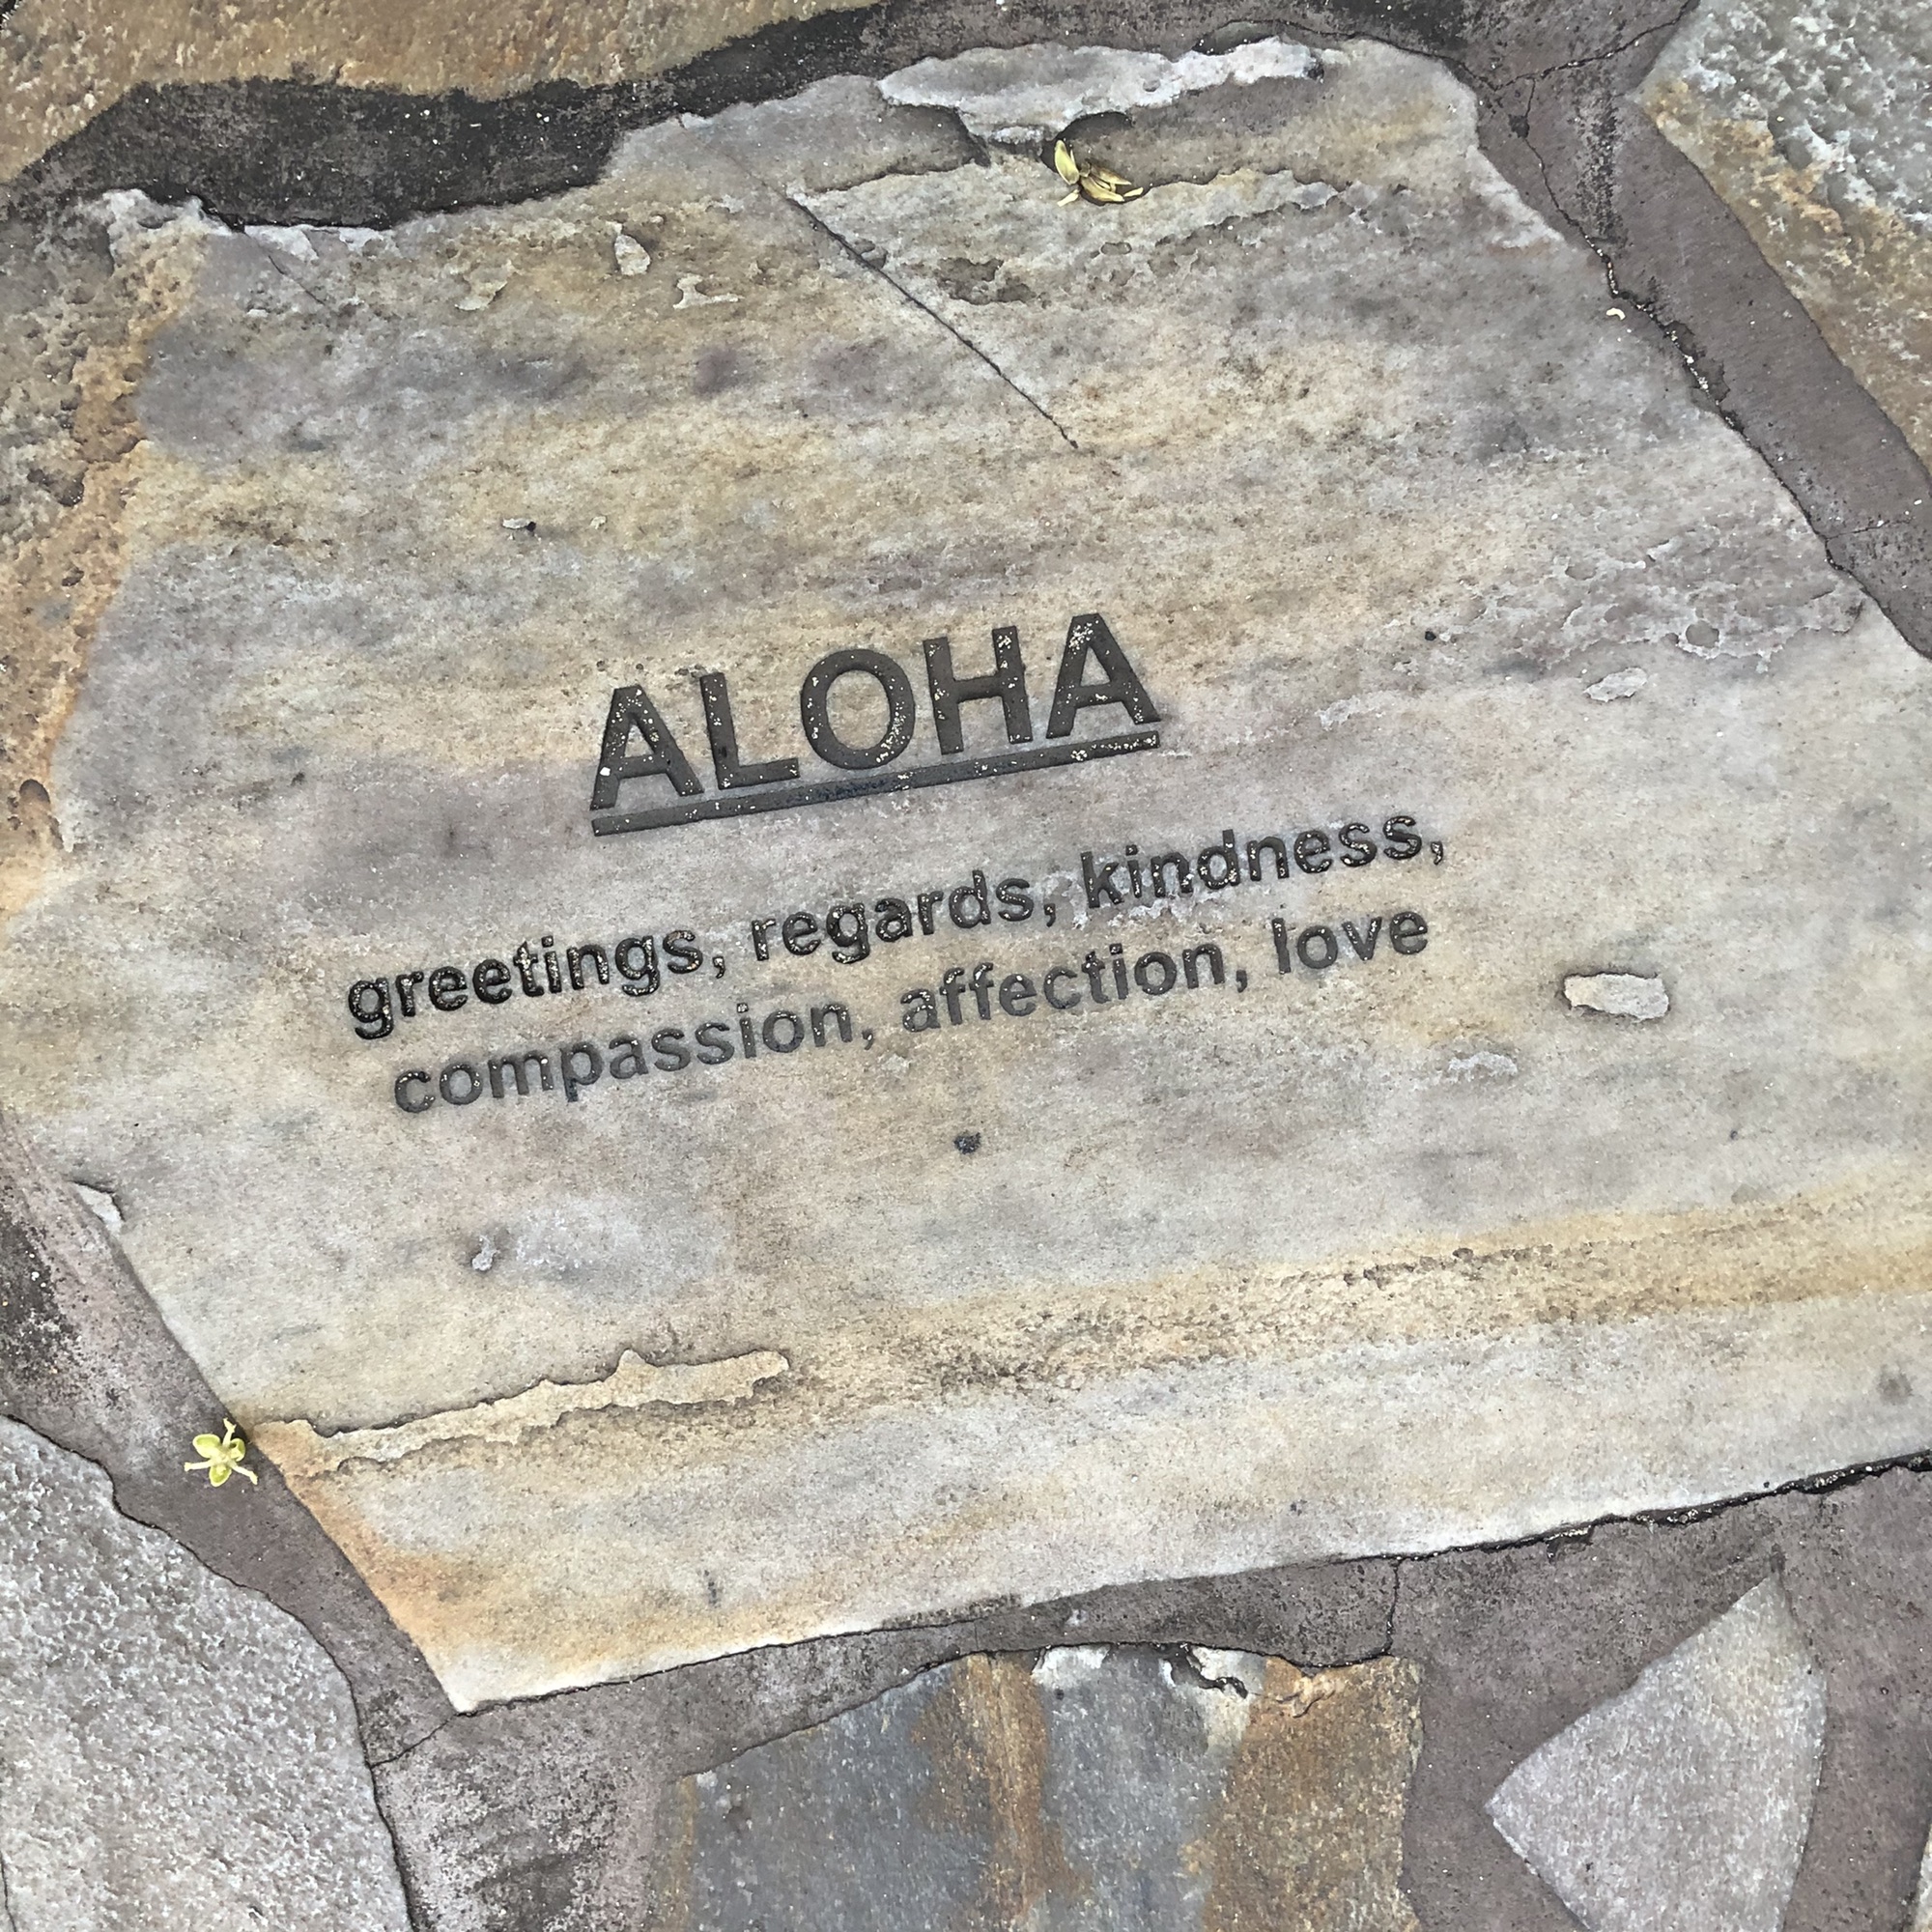 ALOHA
greetings, regards, kindness,
compassion, affection, love